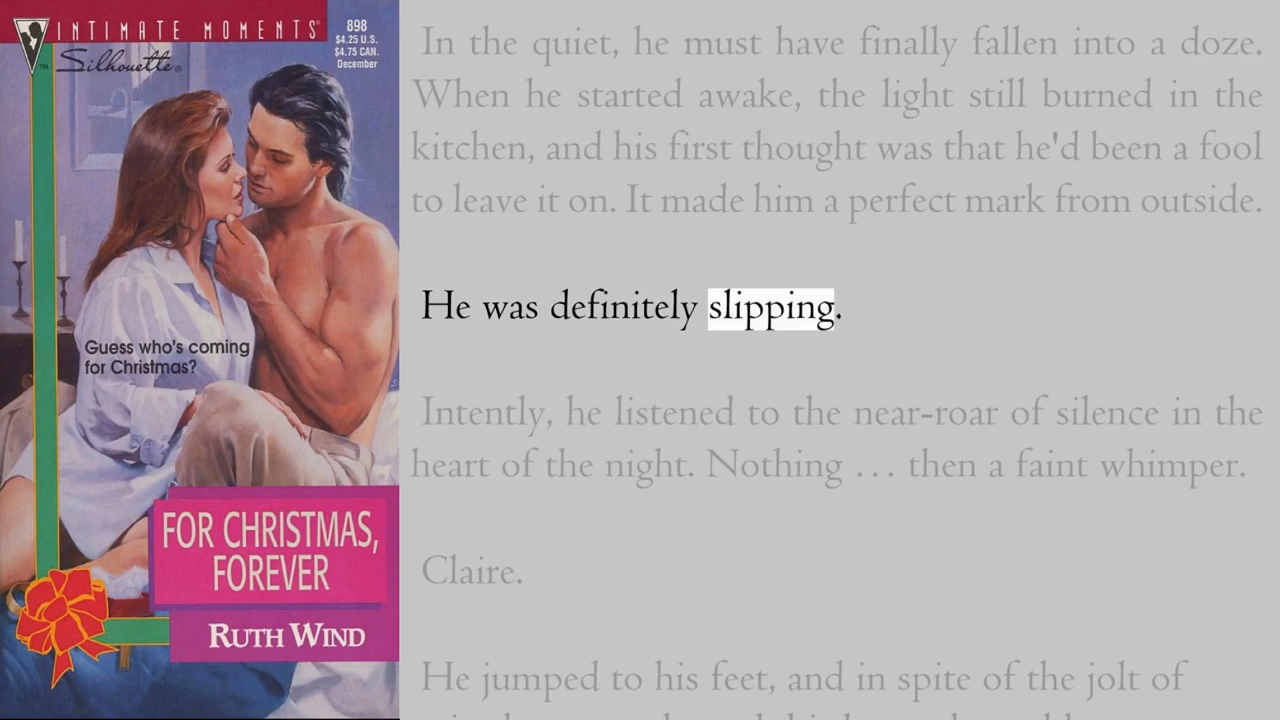 INTIMATE MOMENTS®
898
$4.25 U.S.
$4.75 CAN.
December
™ Silhouette®
Guess who's coming
for Christmas?
FOR CHRISTMAS,
FOREVER
RUTH WIND
In the quiet, he must have finally fallen into a doze.
When he started awake, the light still burned in the
kitchen, and his first thought was that he'd been a fool
to leave it on. It made him a perfect mark from outside.
He was definitely slipping.
Intently, he listened to the near-roar of silence in the
heart of the night. Nothing … then a faint whimper.
Claire.
He jumped to his feet, and in spite of the jolt of